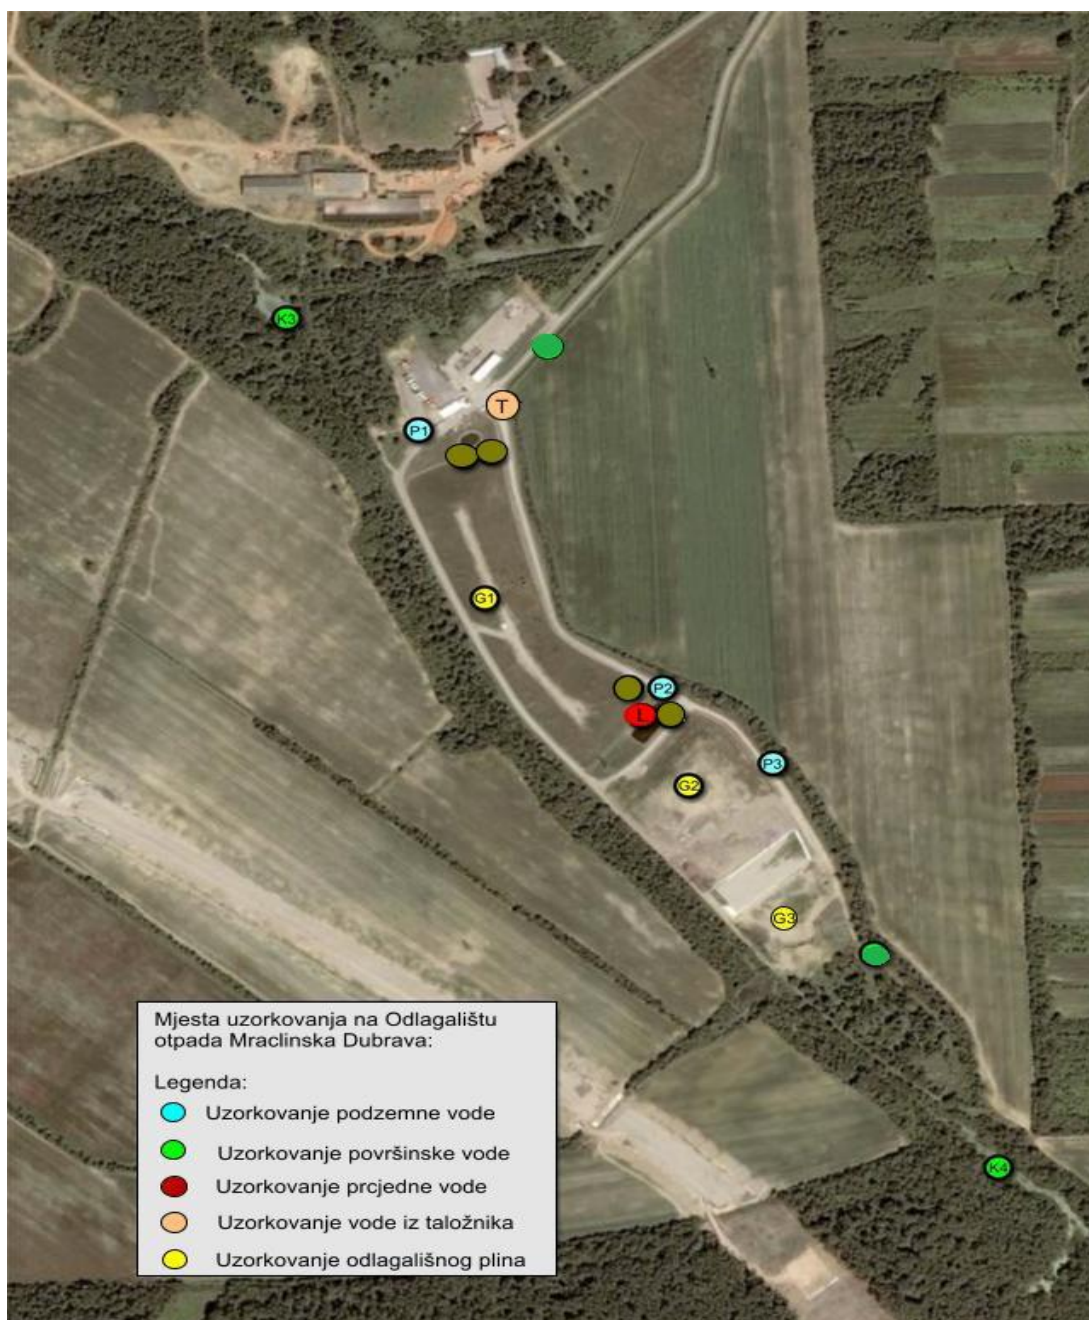 K3
T
P1
G1
P2
L
P3
G2
G3
K4
Mjesta uzorkovanja na Odlagalištu
otpada Mraclinska Dubrava:
Legenda:
Uzorkovanje podzemne vode
Uzorkovanje površinske vode
Uzorkovanje prcjedne vode
Uzorkovanje vode iz taložnika
Uzorkovanje odlagališnog plina